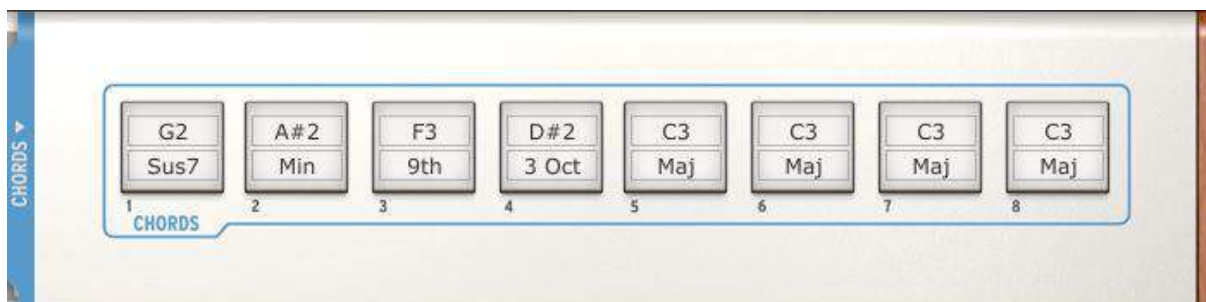 CHORDS
G2 A#2 F3 D#2 C3 C3 C3 C3
Sus7 Min 9th 3 Oct Maj Maj Maj Maj
1 2 3 4 5 6 7 8
CHORDS